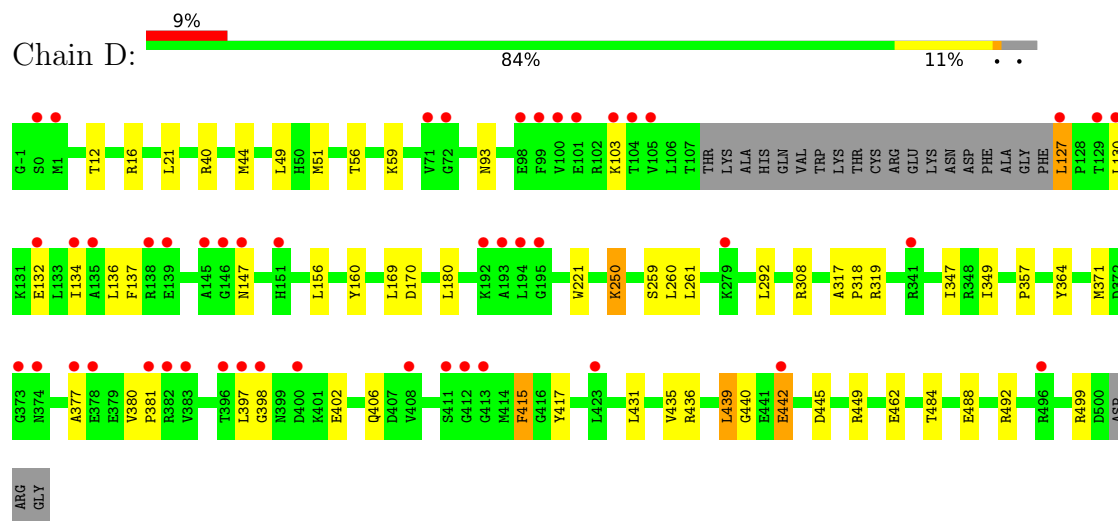 9%
Chain D:
84% 11% • •
G-1 S0 M1 T12 R16 L21 R40 M44 L49 H50 M51 T56 K59 V71 G72 N93 E98 F99 V100 E101 R102 K103 T104 V105 L106 T107 THR LYS ALA HIS GLN VAL TRP LYS THR CYS ARG GLU LYS ASN ASP PHE ALA GLY PHE L127 P128 T129 L130
K131 E132 L133 I134 A135 L136 F137 R138 E139 A145 G146 N147 H151 L156 Y160 L169 D170 L180 K192 A193 L194 G195 W221 K250 S259 L260 L261 K279 L292 R308 A317 P318 R319 R341 I347 R348 I349 P357 Y364 M371 D372
G373 N374 A377 E378 E379 V380 P381 R382 V383 T396 L397 G398 N399 D400 K401 E402 Q406 D407 V408 S411 G412 G413 M414 F415 G416 Y417 L423 L431 V435 R436 L439 G440 E441 E442 D445 R449 E462 T484 E488 R492 R496 R499 D500 ASP
ARG GLY